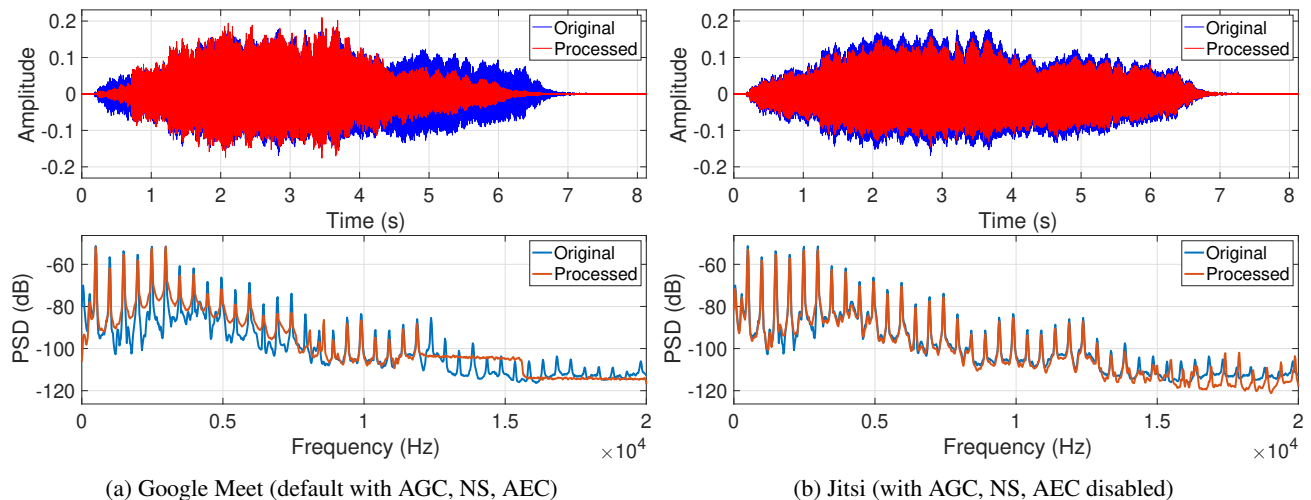 0.2
0.1
0
-0.1
-0.2
Amplitude
Original
Processed
0 1 2 3 4 5 6 7 8
Time (s)
0.2
0.1
0
-0.1
-0.2
Amplitude
Original
Processed
0 1 2 3 4 5 6 7 8
Time (s)
-60
-80
-100
-120
PSD (dB)
Original
Processed
0 0.5 1 1.5 2
Frequency (Hz)
×10⁴
-60
-80
-100
-120
PSD (dB)
Original
Processed
0 0.5 1 1.5 2
Frequency (Hz)
×10⁴
(a) Google Meet (default with AGC, NS, AEC)
(b) Jitsi (with AGC, NS, AEC disabled)